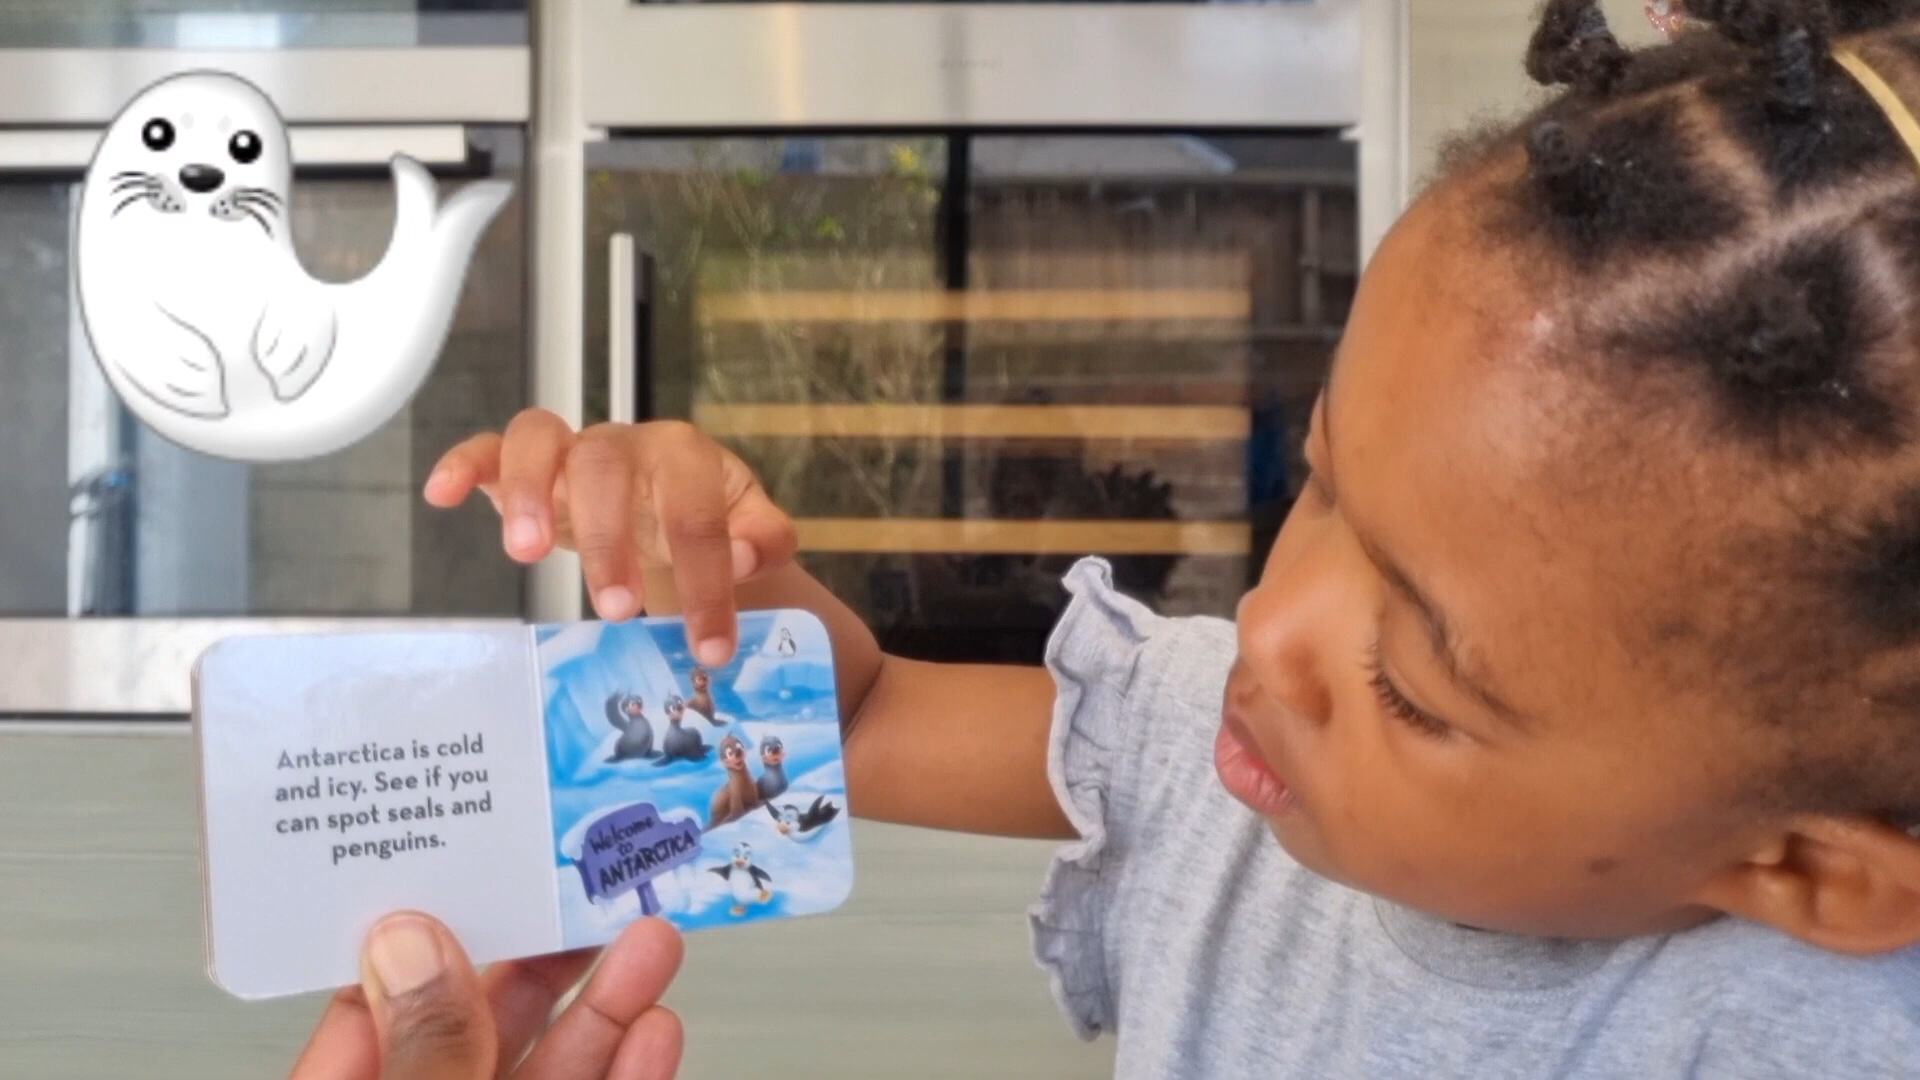 Antarctica is cold
and icy. See if you
can spot seals and
penguins.
Welcome
to
ANTARCTICA